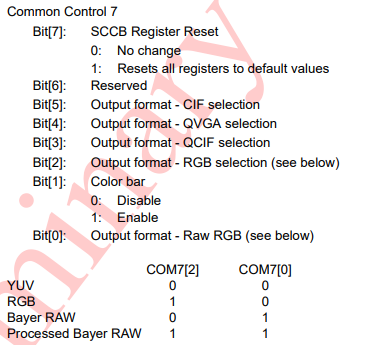 Common Control 7
Bit[7]: SCCB Register Reset
0: No change
1: Resets all registers to default values
Bit[6]: Reserved
Bit[5]: Output format - CIF selection
Bit[4]: Output format - QVGA selection
Bit[3]: Output format - QCIF selection
Bit[2]: Output format - RGB selection (see below)
Bit[1]: Color bar
0: Disable
1: Enable
Bit[0]: Output format - Raw RGB (see below)
COM7[2] COM7[0]
YUV 0 0
RGB 1 0
Bayer RAW 0 1
Processed Bayer RAW 1 1
minary